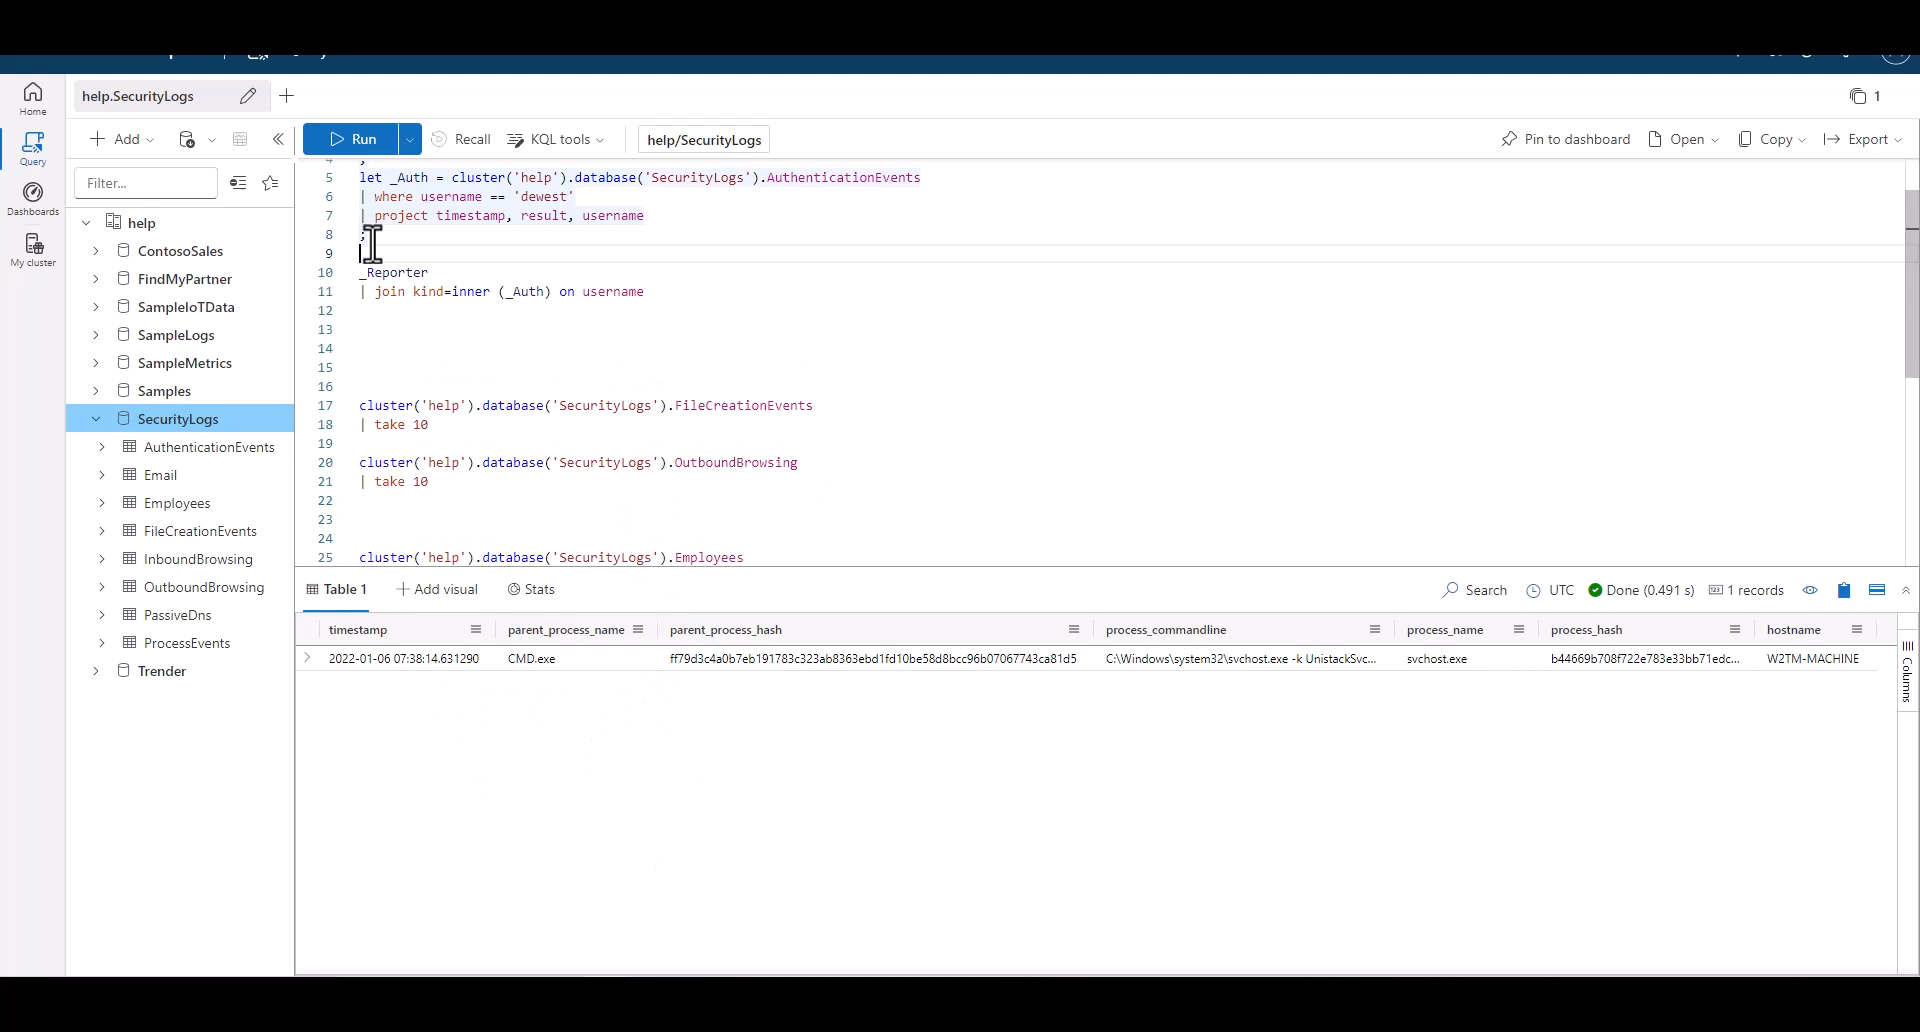 help.SecurityLogs
1
Home
Add
Run
Recall
KQL tools
help/SecurityLogs
Pin to dashboard
Open
Copy
Export
Query
Filter...
Dashboards
My cluster
help
ContosoSales
FindMyPartner
SampleIoTData
SampleLogs
SampleMetrics
Samples
SecurityLogs
AuthenticationEvents
Email
Employees
FileCreationEvents
InboundBrowsing
OutboundBrowsing
PassiveDns
ProcessEvents
Trender
4 ;
5 let _Auth = cluster('help').database('SecurityLogs').AuthenticationEvents
6 | where username == 'dewest'
7 | project timestamp, result, username
8 ;
9
10 _Reporter
11 | join kind=inner (_Auth) on username
12
13
14
15
16
17 cluster('help').database('SecurityLogs').FileCreationEvents
18 | take 10
19
20 cluster('help').database('SecurityLogs').OutboundBrowsing
21 | take 10
22
23
24
25 cluster('help').database('SecurityLogs').Employees
Table 1
Add visual
Stats
Search
UTC
Done (0.491 s)
1 records
timestamp parent_process_name parent_process_hash process_commandline process_name process_hash hostname
2022-01-06 07:38:14.631290 CMD.exe ff79d3c4a0b7eb191783c323ab8363ebd1fd10be58d8bcc96b07067743ca81d5 C:\Windows\system32\svchost.exe -k UnistackSvc... svchost.exe b44669b708f722e783e33bb71edc... W2TM-MACHINE
Columns